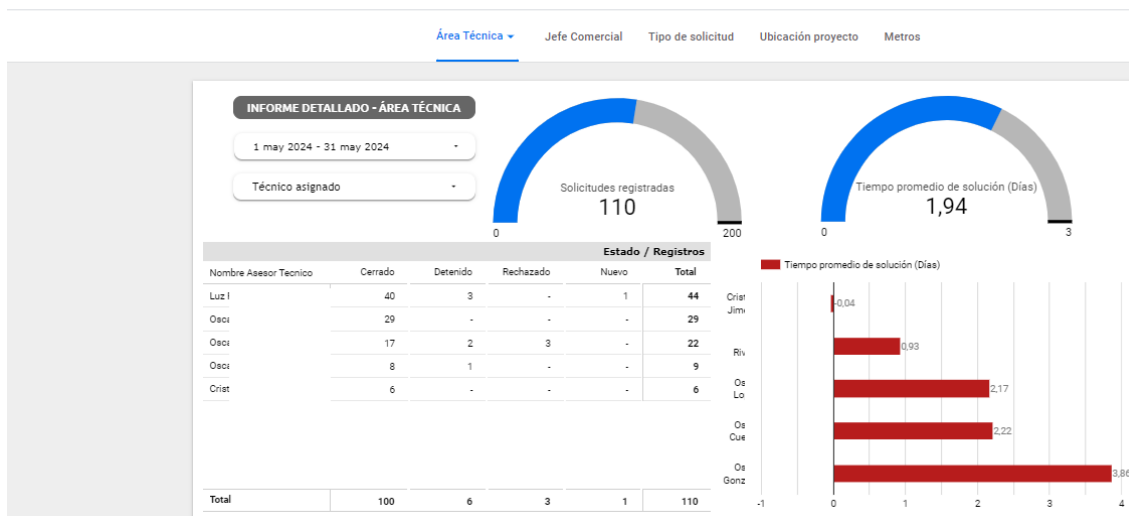 Área Técnica Jefe Comercial Tipo de solicitud Ubicación proyecto Metros
INFORME DETALLADO - ÁREA TÉCNICA
1 may 2024 - 31 may 2024
Técnico asignado
Solicitudes registradas
110
0 200
Tiempo promedio de solución (Días)
1,94
0 3
Estado / Registros
Nombre Asesor Tecnico Cerrado Detenido Rechazado Nuevo Total
Luz 40 3 - 1 44
29 - - - 29
17 2 3 - 22
8 1 - - 9
6 - - - 6
Total 100 6 3 1 110
Tiempo promedio de solución (Días)
-0,04
0,93
2,17
2,22
3,86
-1 0 1 2 3 4